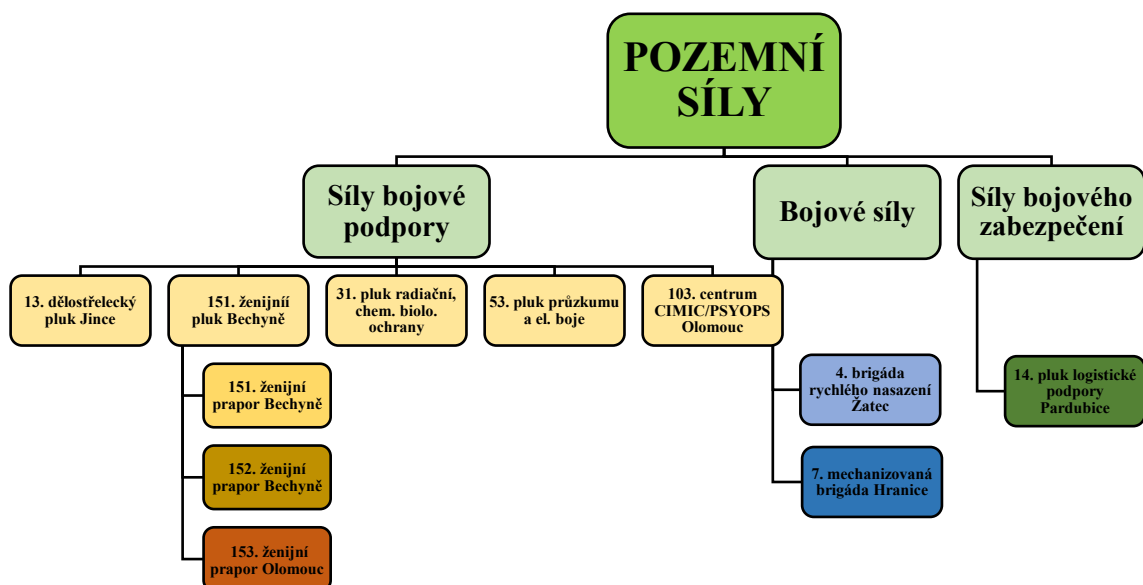 POZEMNÍ
SÍLY
Síly bojové
podpory
Bojové síly
Síly bojového
zabezpečení
13. dělostřelecký
pluk Jince
151. ženijníí
pluk Bechyně
31. pluk radiační,
chem. biolo.
ochrany
53. pluk průzkumu
a el. boje
103. centrum
CIMIC/PSYOPS
Olomouc
151. ženijní
prapor Bechyně
152. ženijní
prapor Bechyně
153. ženijní
prapor Olomouc
4. brigáda
rychlého nasazení
Žatec
7. mechanizovaná
brigáda Hranice
14. pluk logistické
podpory
Pardubice